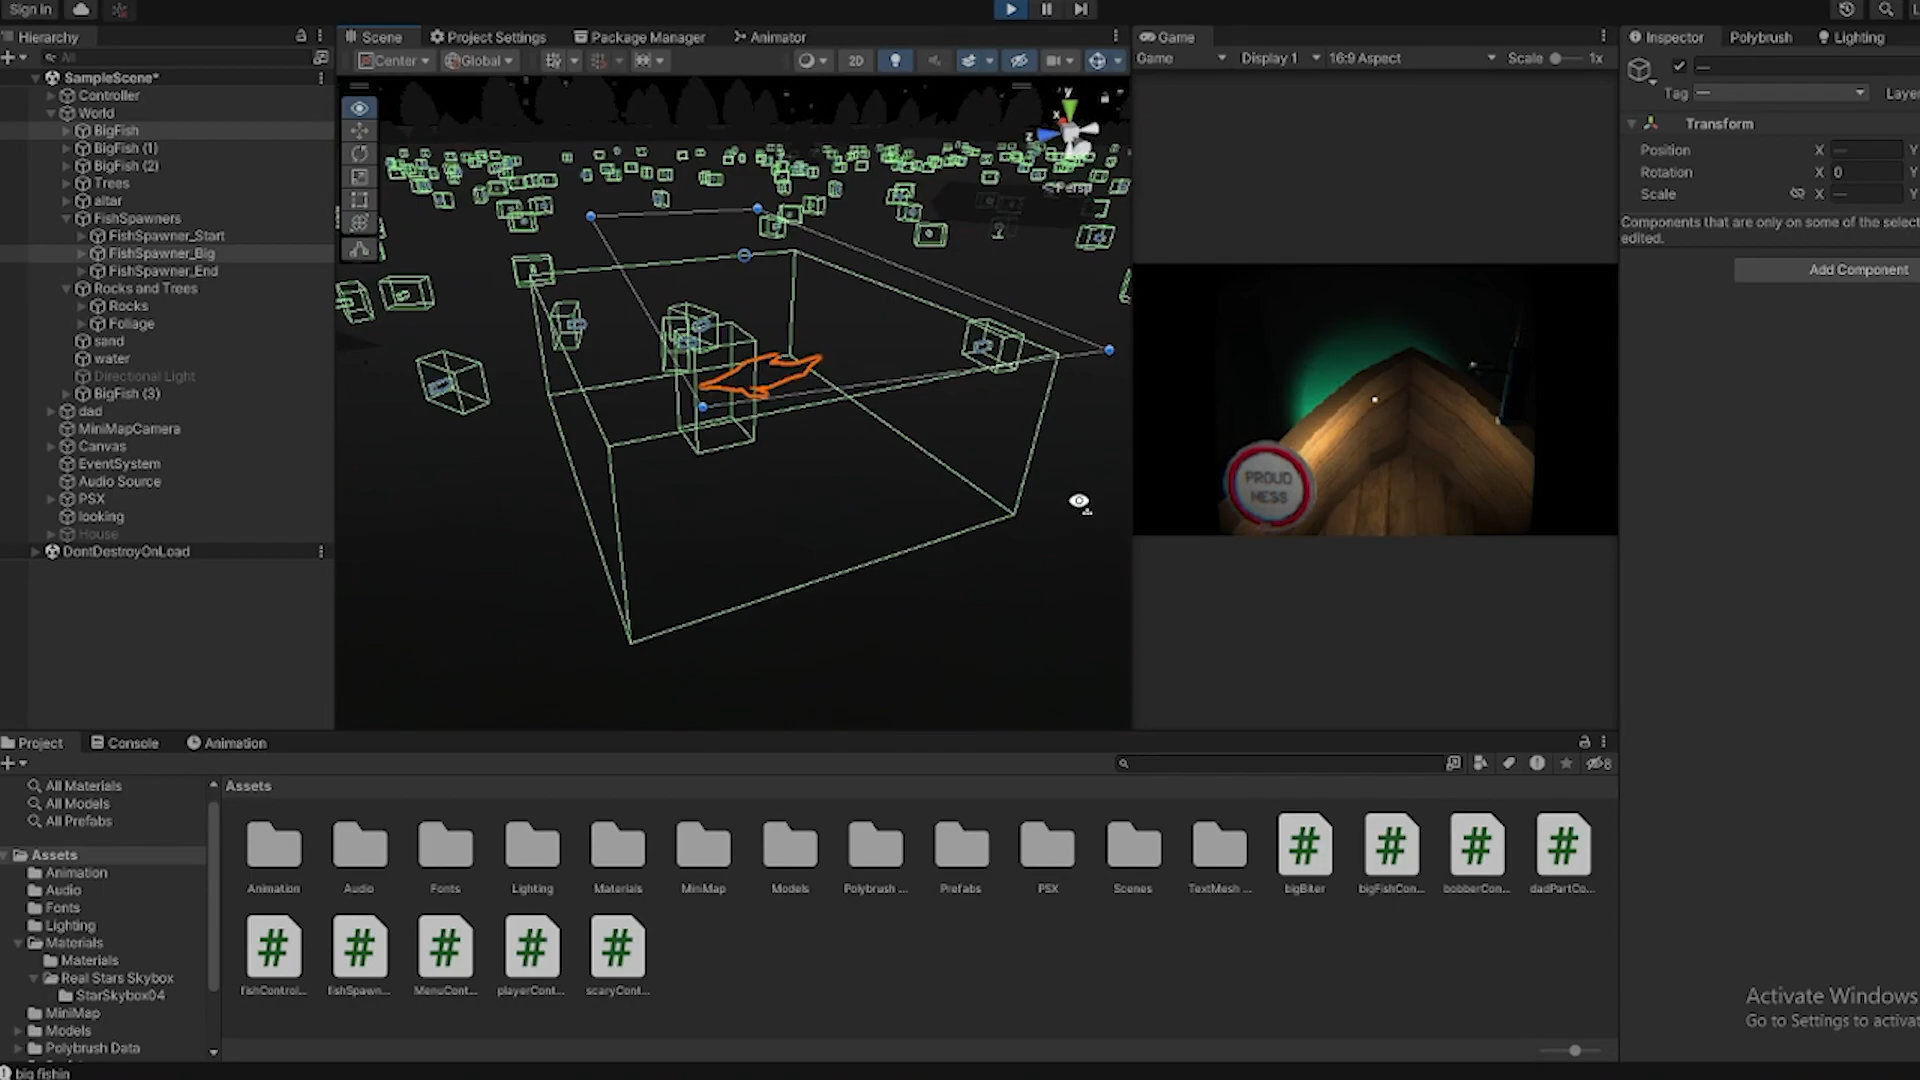 Sign In
Hierarchy
All
SampleScene*
Controller
World
BigFish
BigFish (1)
BigFish (2)
Trees
altar
FishSpawners
FishSpawner_Start
FishSpawner_Big
FishSpawner_End
Rocks and Trees
Rocks
Foliage
sand
water
Directional Light
BigFish (3)
dad
MiniMapCamera
Canvas
EventSystem
Audio Source
PSX
looking
House
DontDestroyOnLoad
Scene
Project Settings
Package Manager
Animator
Center
Global
2D
y
x
z
Persp
Game
Game
Display 1
16:9 Aspect
Scale
1x
PROUD
MESS
Inspector
Polybrush
Lighting
Tag
—
Layer
Transform
Position
X
—
Y
Rotation
X
0
Y
Scale
X
—
Y
Components that are only on some of the select
edited.
Add Component
Project
Console
Animation
8
All Materials
All Models
All Prefabs
Assets
Animation
Audio
Fonts
Lighting
Materials
Materials
Real Stars Skybox
StarSkybox04
MiniMap
Models
Polybrush Data
Assets
Animation
Audio
Fonts
Lighting
Materials
MiniMap
Models
Polybrush ...
Prefabs
PSX
Scenes
TextMesh ...
bigBiter
bigFishCon...
bobberCon...
dadPartCo...
fishControl...
fishSpawn...
MenuCont...
playerCont...
scaryCont...
Activate Windows
Go to Settings to activat
big fishin